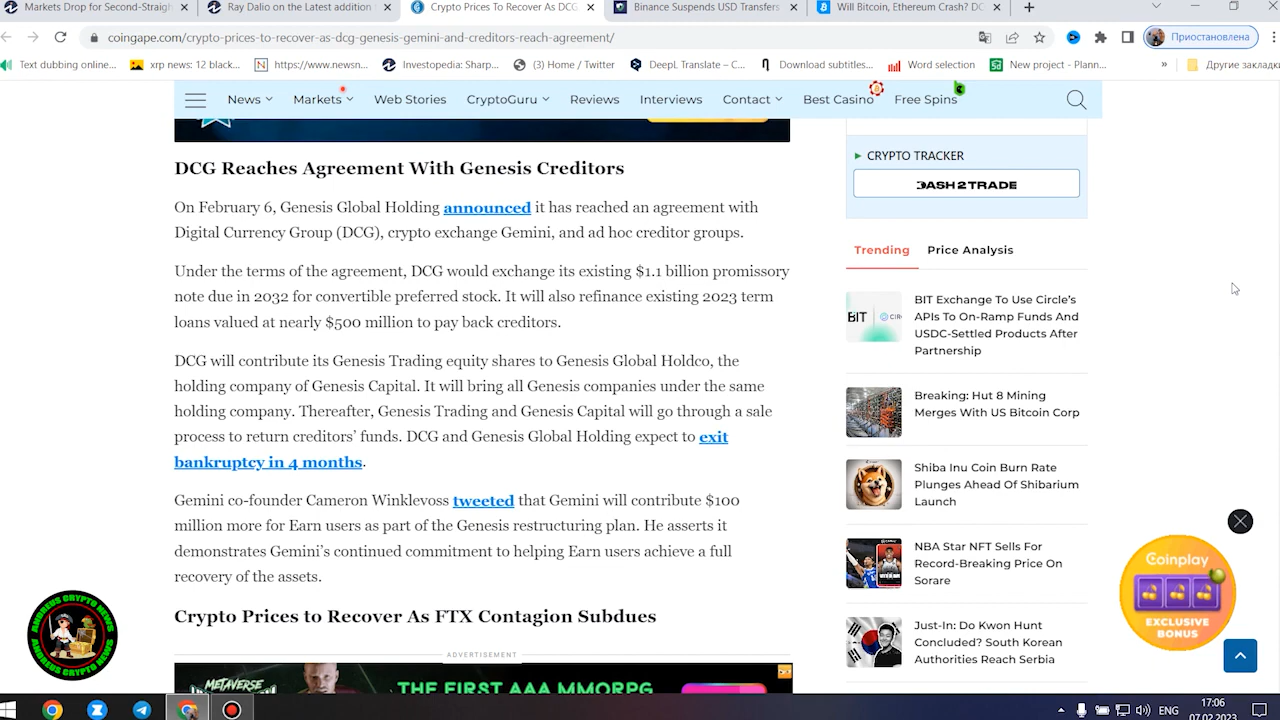 Markets Drop for Second-Straigh
Ray Dalio on the Latest addition
Crypto Prices To Recover As DCG,
Binance Suspends USD Transfers
Will Bitcoin, Ethereum Crash? DC
coingape.com/crypto-prices-to-recover-as-dcg-genesis-gemini-and-creditors-reach-agreement/
Приостановлена
Text dubbing online...
xrp news: 12 black...
https://www.newsn...
Investopedia: Sharp...
(3) Home / Twitter
DeepL Translate – C...
Download subtitles...
Word selection
New project - Plann...
»
Другие закладки
News
Markets
Web Stories
CryptoGuru
Reviews
Interviews
Contact
Best Casino
Free Spins
DCG Reaches Agreement With Genesis Creditors
On February 6, Genesis Global Holding announced it has reached an agreement with
Digital Currency Group (DCG), crypto exchange Gemini, and ad hoc creditor groups.
Under the terms of the agreement, DCG would exchange its existing $1.1 billion promissory
note due in 2032 for convertible preferred stock. It will also refinance existing 2023 term
loans valued at nearly $500 million to pay back creditors.
DCG will contribute its Genesis Trading equity shares to Genesis Global Holdco, the
holding company of Genesis Capital. It will bring all Genesis companies under the same
holding company. Thereafter, Genesis Trading and Genesis Capital will go through a sale
process to return creditors' funds. DCG and Genesis Global Holding expect to exit
bankruptcy in 4 months.
Gemini co-founder Cameron Winklevoss tweeted that Gemini will contribute $100
million more for Earn users as part of the Genesis restructuring plan. He asserts it
demonstrates Gemini's continued commitment to helping Earn users achieve a full
recovery of the assets.
Crypto Prices to Recover As FTX Contagion Subdues
ADVERTISEMENT
METAVERSE
THE FIRST AAA MMORPG
CRYPTO TRACKER
DASH 2 TRADE
Trending
Price Analysis
BIT
BIT Exchange To Use Circle's
APIs To On-Ramp Funds And
USDC-Settled Products After
Partnership
Breaking: Hut 8 Mining
Merges With US Bitcoin Corp
Shiba Inu Coin Burn Rate
Plunges Ahead Of Shibarium
Launch
NBA Star NFT Sells For
Record-Breaking Price On
Sorare
Just-In: Do Kwon Hunt
Concluded? South Korean
Authorities Reach Serbia
Coinplay
EXCLUSIVE
BONUS
ANDREUS CRYPTO NEWS
ANDREUS CRYPTO NEWS
ENG
17:06
07.02.2023